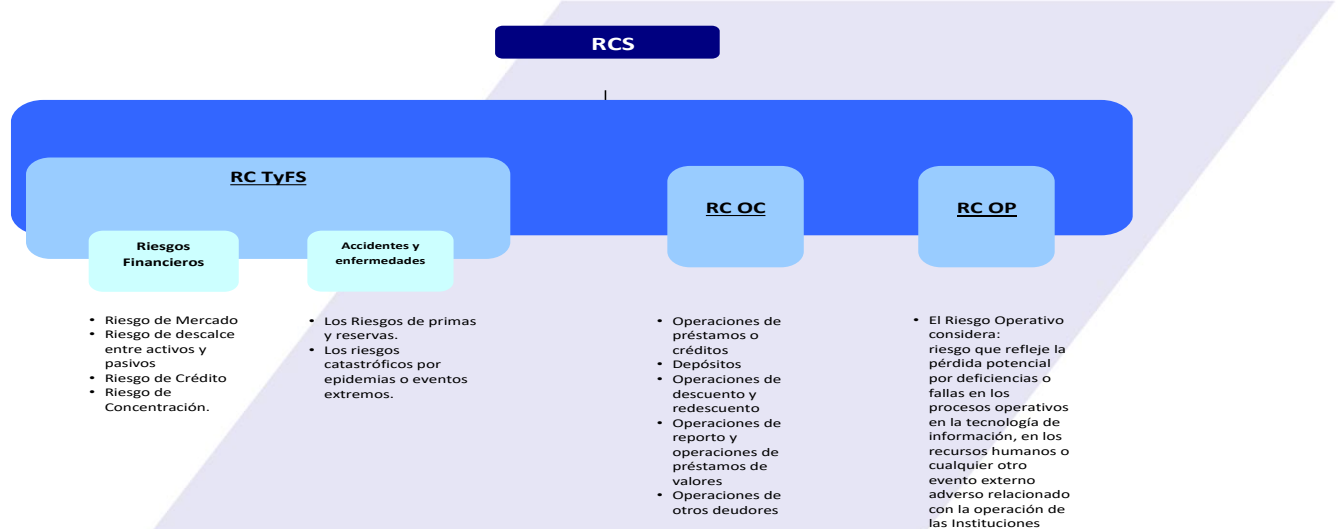 RCS
RC TyFS
Riesgos
Financieros
Accidentes y
enfermedades
RC OC
RC OP
• Riesgo de Mercado
• Riesgo de descalce
entre activos y
pasivos
• Riesgo de Crédito
• Riesgo de
Concentración.
• Los Riesgos de primas
y reservas.
• Los riesgos
catastróficos por
epidemias o eventos
extremos.
• Operaciones de
préstamos o
créditos
• Depósitos
• Operaciones de
descuento y
redescuento
• Operaciones de
reporto y
operaciones de
préstamos de
valores
• Operaciones de
otros deudores
• El Riesgo Operativo
considera:
riesgo que refleje la
pérdida potencial
por deficiencias o
fallas en los
procesos operativos
en la tecnología de
información, en los
recursos humanos o
cualquier otro
evento externo
adverso relacionado
con la operación de
las Instituciones